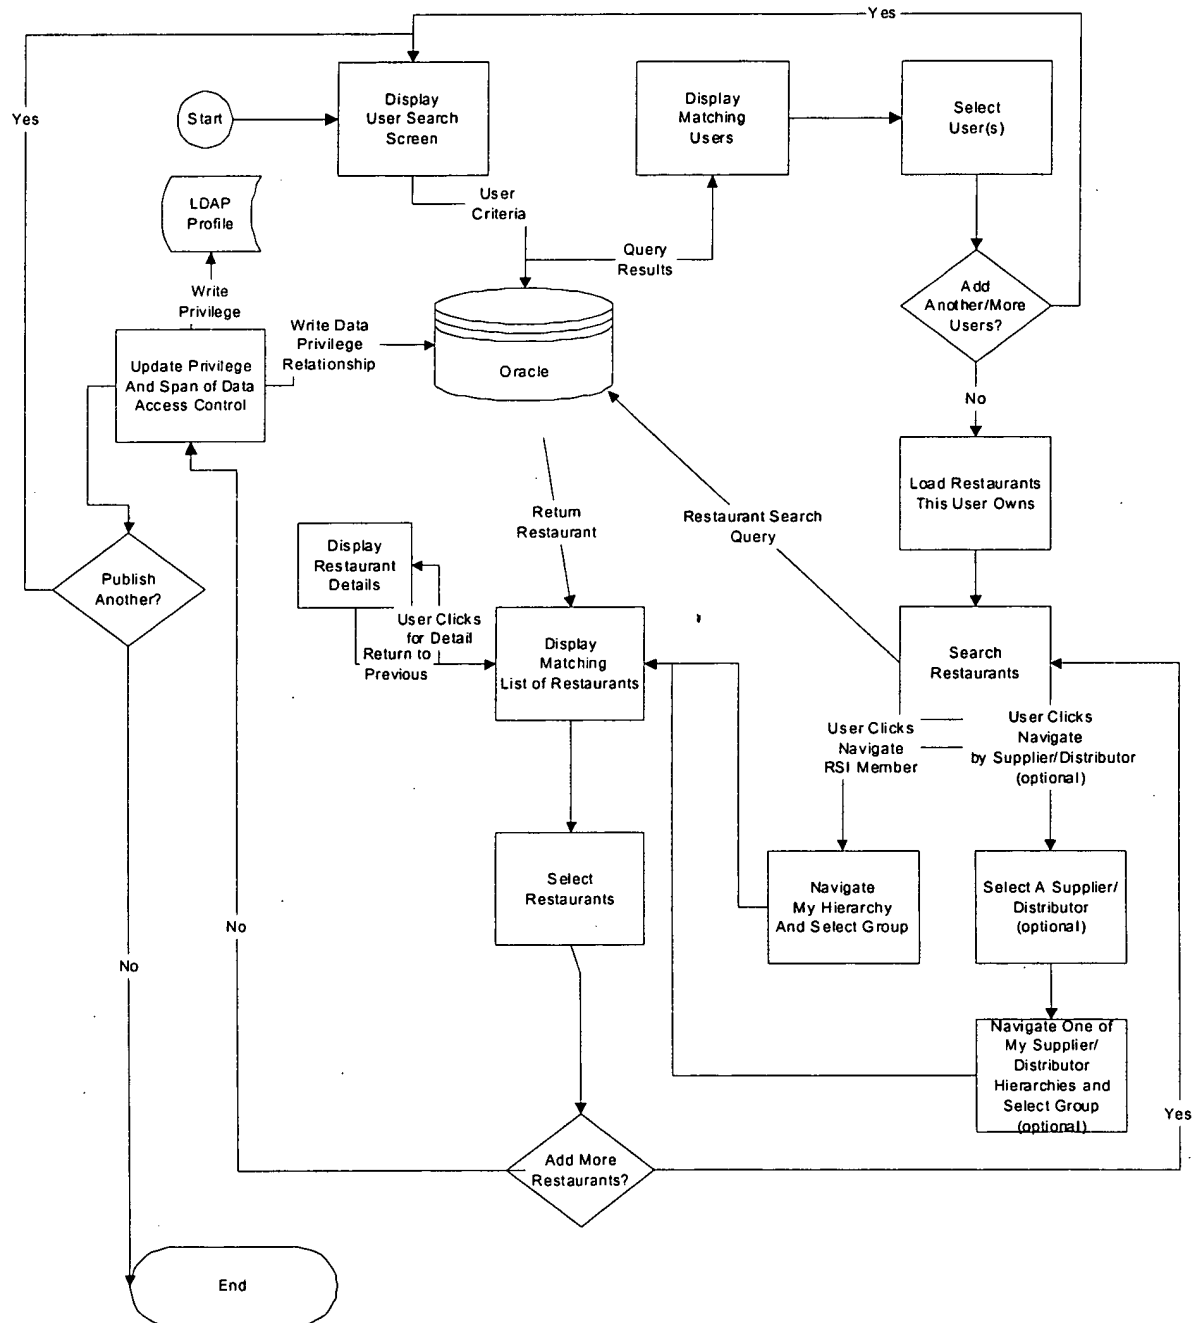 Yes
Yes
Start
Display
User Search
Screen
Display
Matching
Users
Select
User(s)
LDAP
Profile
User
Criteria
Query
Results
Write
Privilege
Write Data
Privilege
Relationship
Oracle
Add
Another/More
Users?
Update Privilege
And Span of Data
Access Control
No
Load Restaurants
This User Owns
Return
Restaurant
Restaurant Search
Query
Display
Restaurant
Details
Publish
Another?
User Clicks
for Detail
Return to
Previous
Display
Matching
List of Restaurants
Search
Restaurants
User Clicks
Navigate
RSI Member
User Clicks
Navigate
by Supplier/Distributor
(optional)
Select
Restaurants
Navigate
My Hierarchy
And Select Group
Select A Supplier/
Distributor
(optional)
No
No
Navigate One of
My Supplier/
Distributor
Hierarchies and
Select Group
(optional)
Yes
Add More
Restaurants?
End